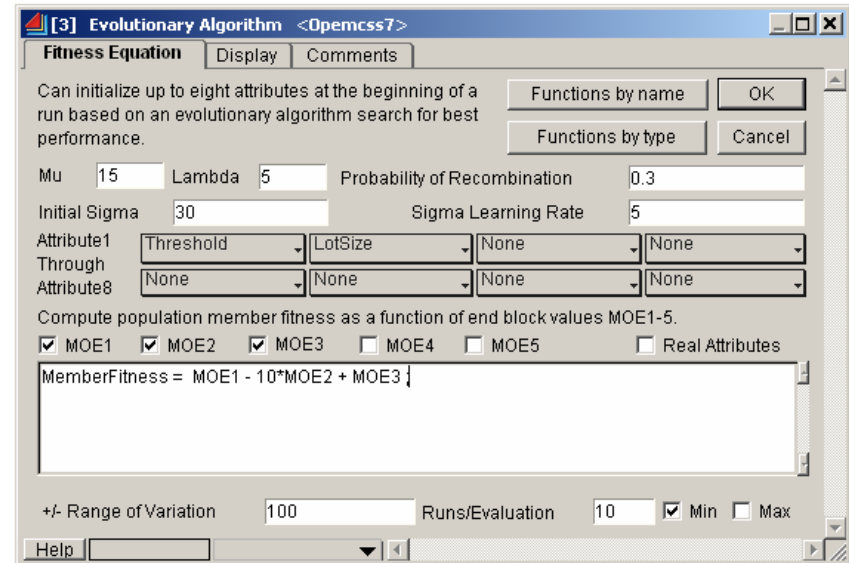 [3] Evolutionary Algorithm <Opemcss7>
Fitness Equation Display Comments
Can initialize up to eight attributes at the beginning of a
run based on an evolutionary algorithm search for best
performance.
Functions by name OK
Functions by type Cancel
Mu 15 Lambda 5 Probability of Recombination 0.3
Initial Sigma 30 Sigma Learning Rate 5
Attribute1
Through
Attribute8
Threshold LotSize None None
None None None None
Compute population member fitness as a function of end block values MOE1-5.
MOE1 MOE2 MOE3 MOE4 MOE5 Real Attributes
MemberFitness = MOE1 - 10*MOE2 + MOE3 ;
+/- Range of Variation 100 Runs/Evaluation 10 Min Max
Help